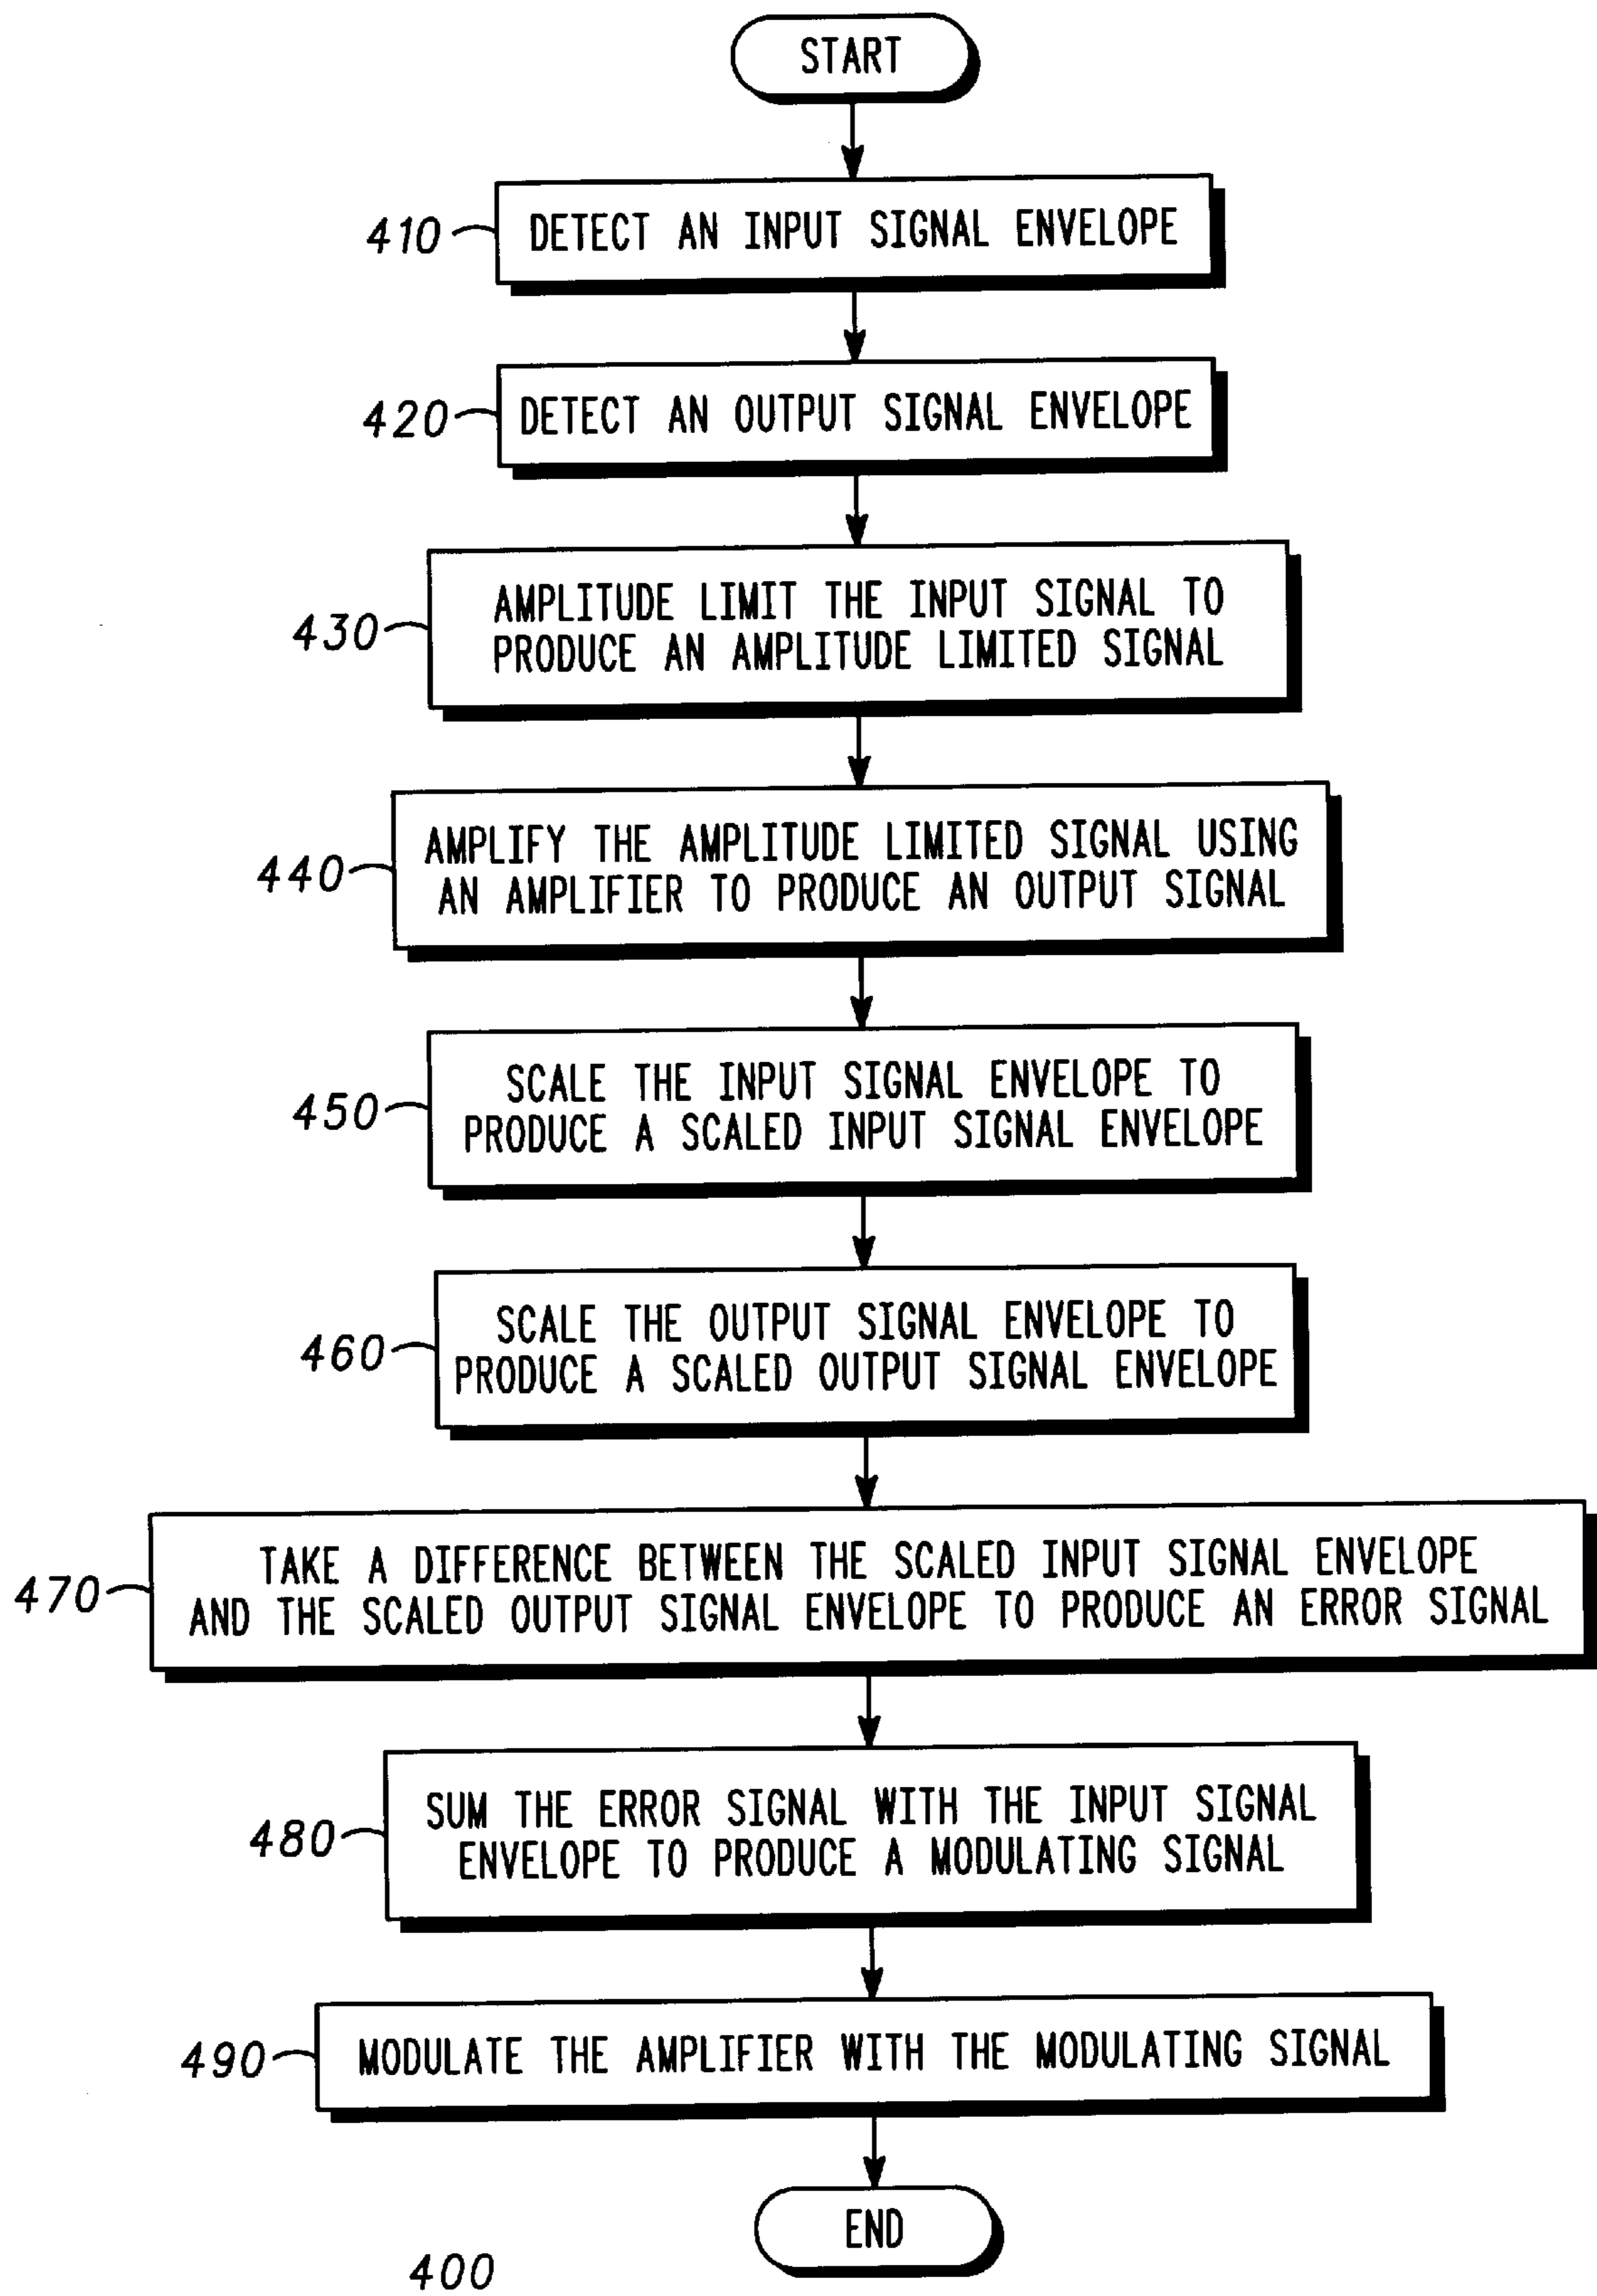 START
410
DETECT AN INPUT SIGNAL ENVELOPE
420
DETECT AN OUTPUT SIGNAL ENVELOPE
430
AMPLITUDE LIMIT THE INPUT SIGNAL TO
PRODUCE AN AMPLITUDE LIMITED SIGNAL
440
AMPLIFY THE AMPLITUDE LIMITED SIGNAL USING
AN AMPLIFIER TO PRODUCE AN OUTPUT SIGNAL
450
SCALE THE INPUT SIGNAL ENVELOPE TO
PRODUCE A SCALED INPUT SIGNAL ENVELOPE
460
SCALE THE OUTPUT SIGNAL ENVELOPE TO
PRODUCE A SCALED OUTPUT SIGNAL ENVELOPE
470
TAKE A DIFFERENCE BETWEEN THE SCALED INPUT SIGNAL ENVELOPE
AND THE SCALED OUTPUT SIGNAL ENVELOPE TO PRODUCE AN ERROR SIGNAL
480
SUM THE ERROR SIGNAL WITH THE INPUT SIGNAL
ENVELOPE TO PRODUCE A MODULATING SIGNAL
490
MODULATE THE AMPLIFIER WITH THE MODULATING SIGNAL
END
400